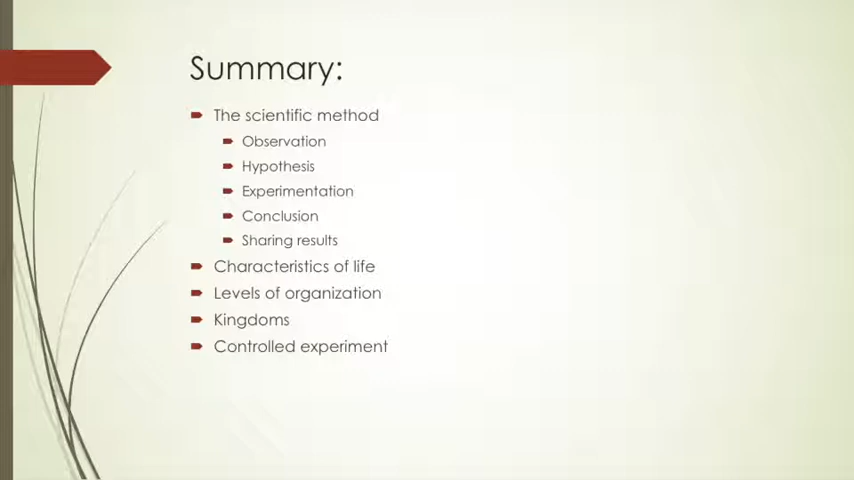 Summary:
The scientific method
Observation
Hypothesis
Experimentation
Conclusion
Sharing results
Characteristics of life
Levels of organization
Kingdoms
Controlled experiment